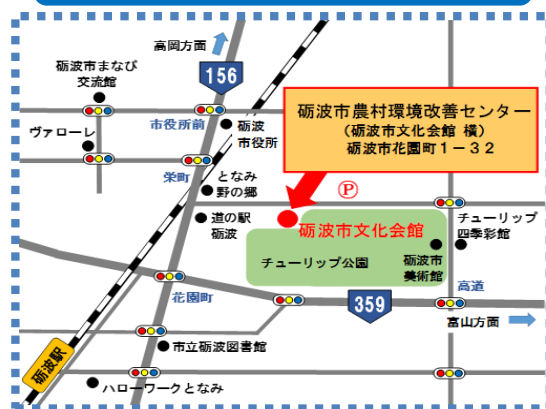 高岡方面
砺波市まなび
交流館
156
市役所前
砺波
市役所
砺波市農村環境改善センター
(砺波市文化会館 横)
砺波市花園町1-32
ヴァローレ
栄町
となみ
野の郷
Ⓟ
道の駅
砺波
砺波市文化会館
チューリップ
四季彩館
チューリップ公園
砺波市
美術館
花園町
高道
359
富山方面
市立砺波図書館
砺波駅
ハローワークとなみ